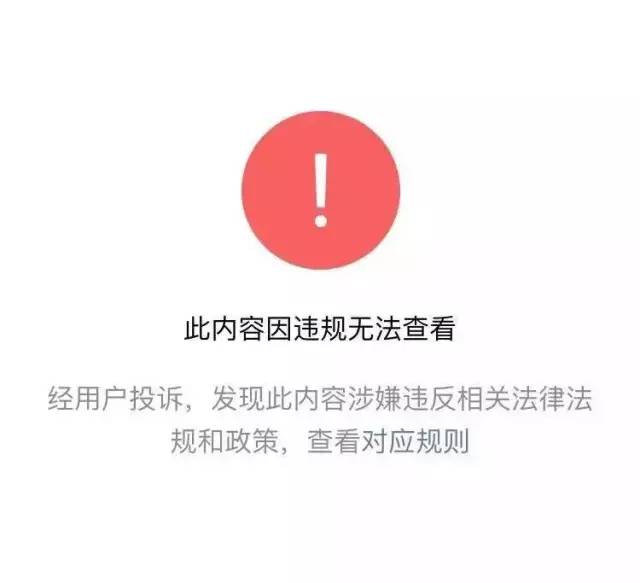 此内容因违规无法查看
经用户投诉，发现此内容涉嫌违反相关法律法
规和政策，查看对应规则